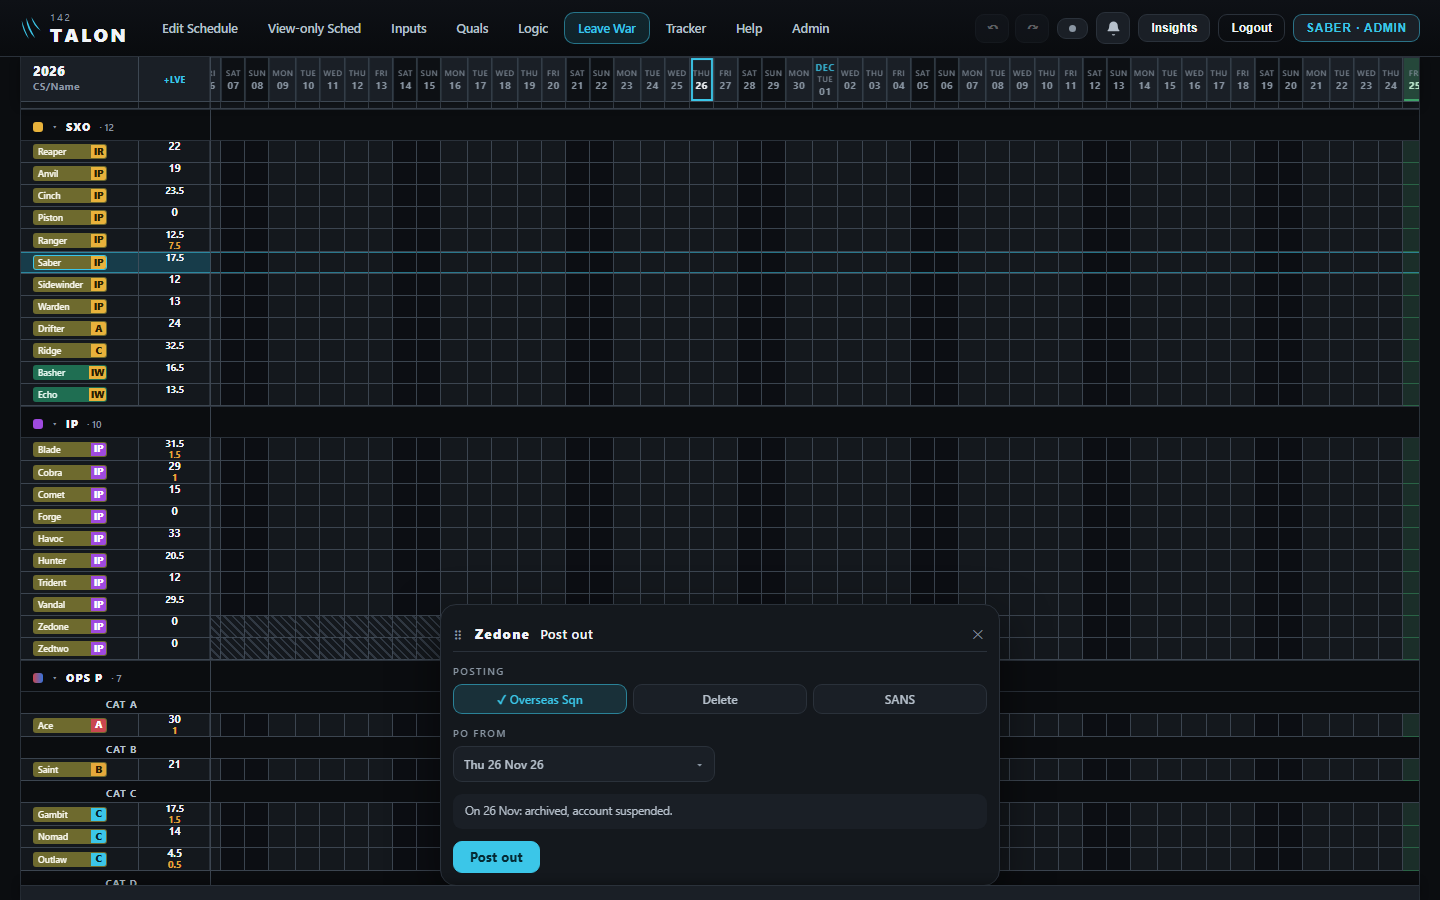 142
TALON
Edit Schedule
View-only Sched
Inputs
Quals
Logic
Leave War
Tracker
Help
Admin
Insights
Logout
SABER · ADMIN
2026
CS/Name
+LVE
SAT 07
SUN 08
MON 09
TUE 10
WED 11
THU 12
FRI 13
SAT 14
SUN 15
MON 16
TUE 17
WED 18
THU 19
FRI 20
SAT 21
SUN 22
MON 23
TUE 24
WED 25
THU 26
FRI 27
SAT 28
SUN 29
MON 30
DEC
TUE 01
WED 02
THU 03
FRI 04
SAT 05
SUN 06
MON 07
TUE 08
WED 09
THU 10
FRI 11
SAT 12
SUN 13
MON 14
TUE 15
WED 16
THU 17
FRI 18
SAT 19
SUN 20
MON 21
TUE 22
WED 23
THU 24
25
SXO · 12
Reaper IR 22
Anvil IP 19
Cinch IP 23.5
Piston IP 0
Ranger IP 12.5
7.5
Saber IP 17.5
Sidewinder IP 12
Warden IP 13
Drifter A 24
Ridge C 32.5
Basher IW 16.5
Echo IW 13.5
IP · 10
Blade IP 31.5
1.5
Cobra IP 29
1
Comet IP 15
Forge IP 0
Havoc IP 33
Hunter IP 20.5
Trident IP 12
Vandal IP 29.5
Zedone IP 0
Zedtwo IP 0
OPS P · 7
CAT A
Ace A 30
1
CAT B
Saint B 21
CAT C
Gambit C 17.5
1.5
Nomad C 14
Outlaw C 4.5
0.5
CAT D
Zedone Post out
POSTING
✓ Overseas Sqn
Delete
SANS
PO FROM
Thu 26 Nov 26
On 26 Nov: archived, account suspended.
Post out